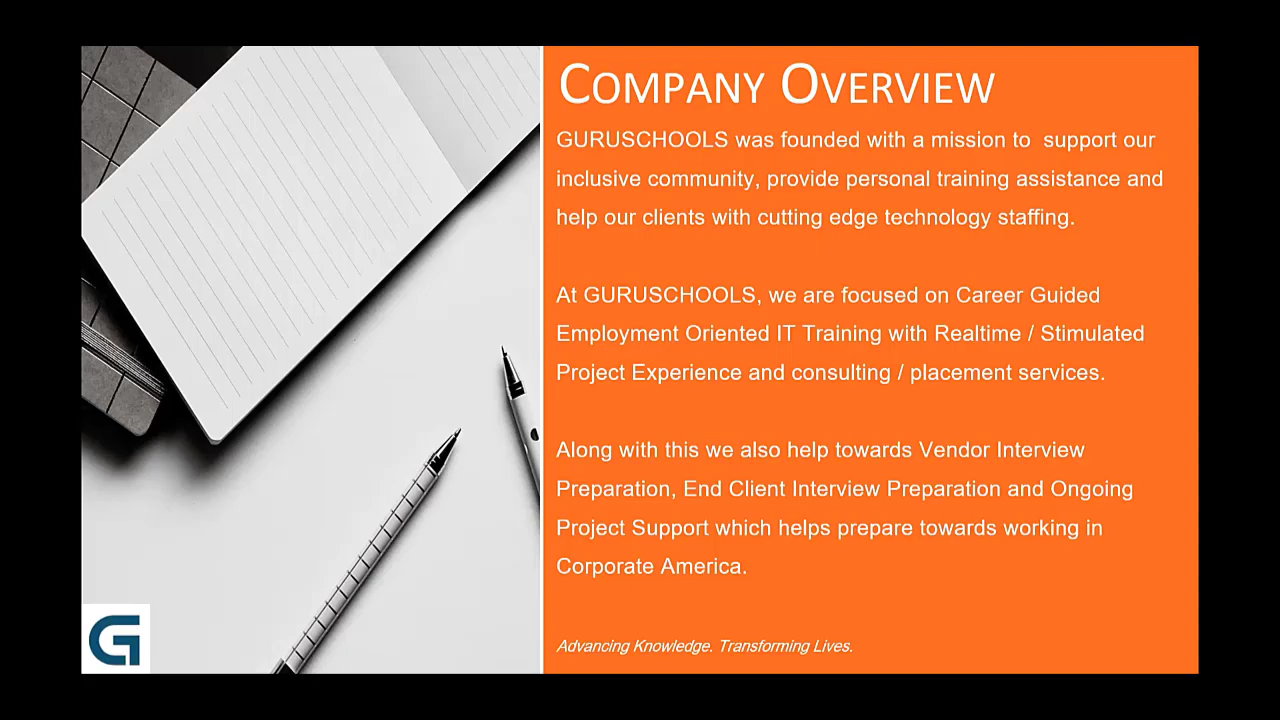 COMPANY OVERVIEW
GURUSCHOOLS was founded with a mission to  support our
inclusive community, provide personal training assistance and
help our clients with cutting edge technology staffing.
At GURUSCHOOLS, we are focused on Career Guided
Employment Oriented IT Training with Realtime / Stimulated
Project Experience and consulting / placement services.
Along with this we also help towards Vendor Interview
Preparation, End Client Interview Preparation and Ongoing
Project Support which helps prepare towards working in
Corporate America.
Advancing Knowledge. Transforming Lives.
G